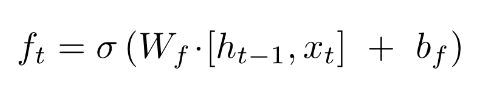 f_t = σ (W_f · [h_{t−1}, x_t] + b_f)